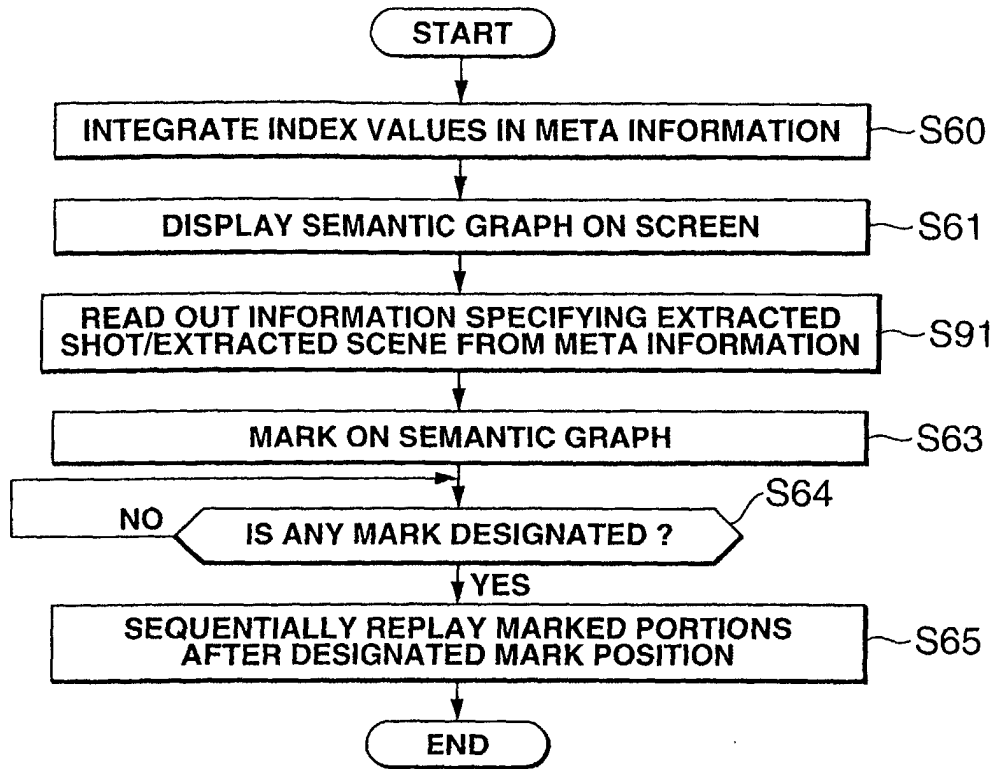 START
INTEGRATE INDEX VALUES IN META INFORMATION
S60
DISPLAY SEMANTIC GRAPH ON SCREEN
S61
READ OUT INFORMATION SPECIFYING EXTRACTED
SHOT/EXTRACTED SCENE FROM META INFORMATION
S91
MARK ON SEMANTIC GRAPH
S63
S64
NO
IS ANY MARK DESIGNATED ?
YES
SEQUENTIALLY REPLAY MARKED PORTIONS
AFTER DESIGNATED MARK POSITION
S65
END